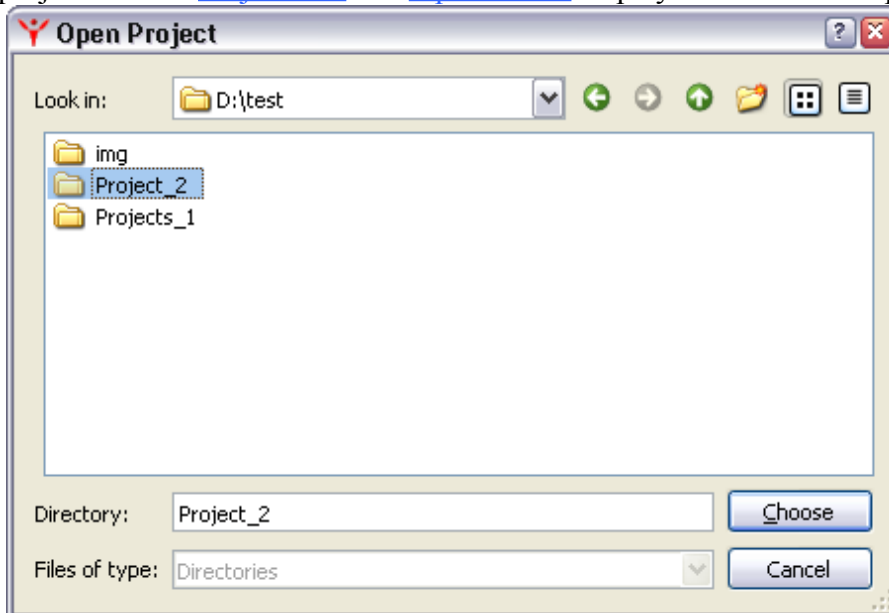 Open Project
Look in: D:\test
img
Project_2
Projects_1
Directory: Project_2 Choose
Files of type: Directories Cancel